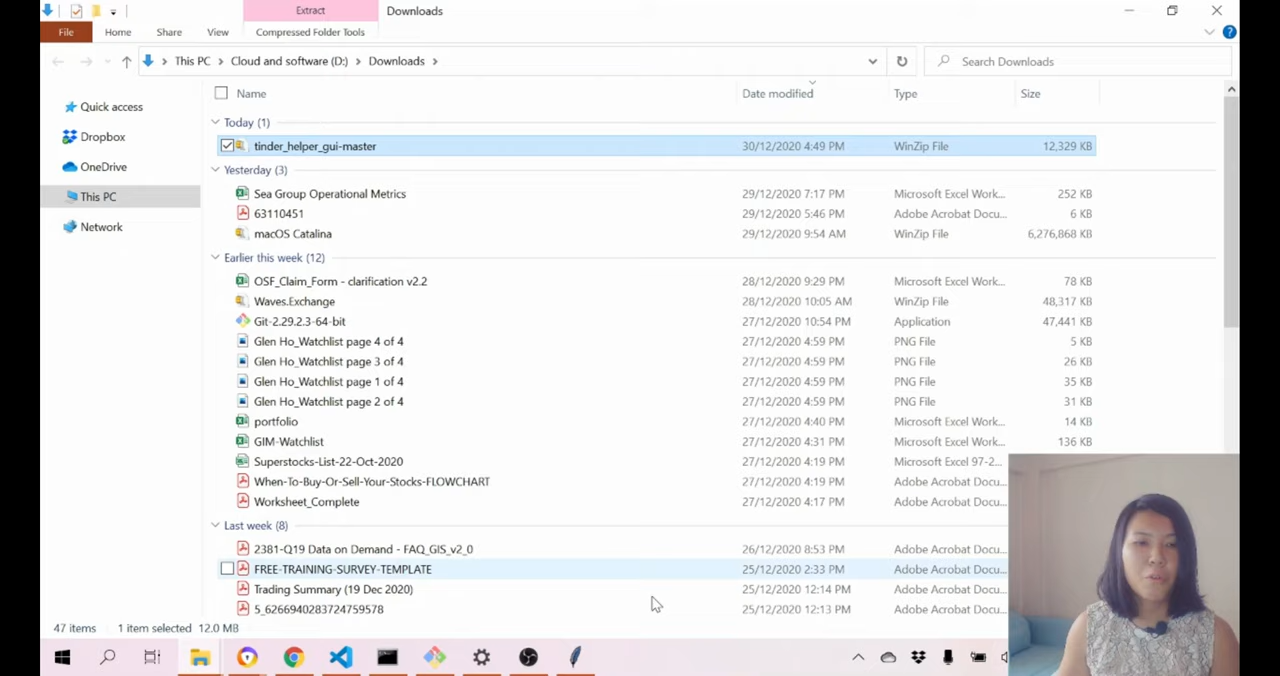 Extract Downloads
File Home Share View Compressed Folder Tools
This PC Cloud and software (D:) Downloads Search Downloads
Name Date modified Type Size
Quick access
Dropbox
OneDrive
This PC
Network
Today (1)
tinder_helper_gui-master 30/12/2020 4:49 PM WinZip File 12,329 KB
Yesterday (3)
Sea Group Operational Metrics 29/12/2020 7:17 PM Microsoft Excel Work... 252 KB
63110451 29/12/2020 5:46 PM Adobe Acrobat Docu... 6 KB
macOS Catalina 29/12/2020 9:54 AM WinZip File 6,276,868 KB
Earlier this week (12)
OSF_Claim_Form - clarification v2.2 28/12/2020 9:29 PM Microsoft Excel Work... 78 KB
Waves.Exchange 28/12/2020 10:05 AM WinZip File 48,317 KB
Git-2.29.2.3-64-bit 27/12/2020 10:54 PM Application 47,441 KB
Glen Ho_Watchlist page 4 of 4 27/12/2020 4:59 PM PNG File 5 KB
Glen Ho_Watchlist page 3 of 4 27/12/2020 4:59 PM PNG File 26 KB
Glen Ho_Watchlist page 1 of 4 27/12/2020 4:59 PM PNG File 35 KB
Glen Ho_Watchlist page 2 of 4 27/12/2020 4:59 PM PNG File 31 KB
portfolio 27/12/2020 4:40 PM Microsoft Excel Work... 14 KB
GIM-Watchlist 27/12/2020 4:31 PM Microsoft Excel Work... 136 KB
Superstocks-List-22-Oct-2020 27/12/2020 4:19 PM Microsoft Excel 97-2...
When-To-Buy-Or-Sell-Your-Stocks-FLOWCHART 27/12/2020 4:19 PM Adobe Acrobat Docu...
Worksheet_Complete 27/12/2020 4:17 PM Adobe Acrobat Docu...
Last week (8)
2381-Q19 Data on Demand - FAQ_GIS_v2_0 26/12/2020 8:53 PM Adobe Acrobat Docu...
FREE-TRAINING-SURVEY-TEMPLATE 25/12/2020 2:33 PM Adobe Acrobat Docu...
Trading Summary (19 Dec 2020) 25/12/2020 12:14 PM Adobe Acrobat Docu...
5_6266940283724759578 25/12/2020 12:13 PM Adobe Acrobat Docu...
47 items 1 item selected 12.0 MB